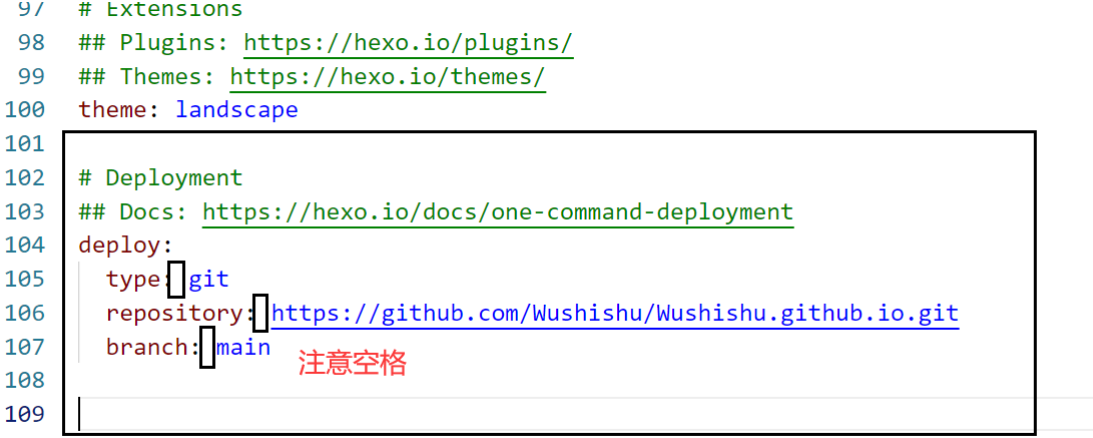 97 # Extensions
98 ## Plugins: https://hexo.io/plugins/
99 ## Themes: https://hexo.io/themes/
100 theme: landscape
101
102 # Deployment
103 ## Docs: https://hexo.io/docs/one-command-deployment
104 deploy:
105   type: git
106   repository: https://github.com/Wushishu/Wushishu.github.io.git
107   branch: main
注意空格
108
109